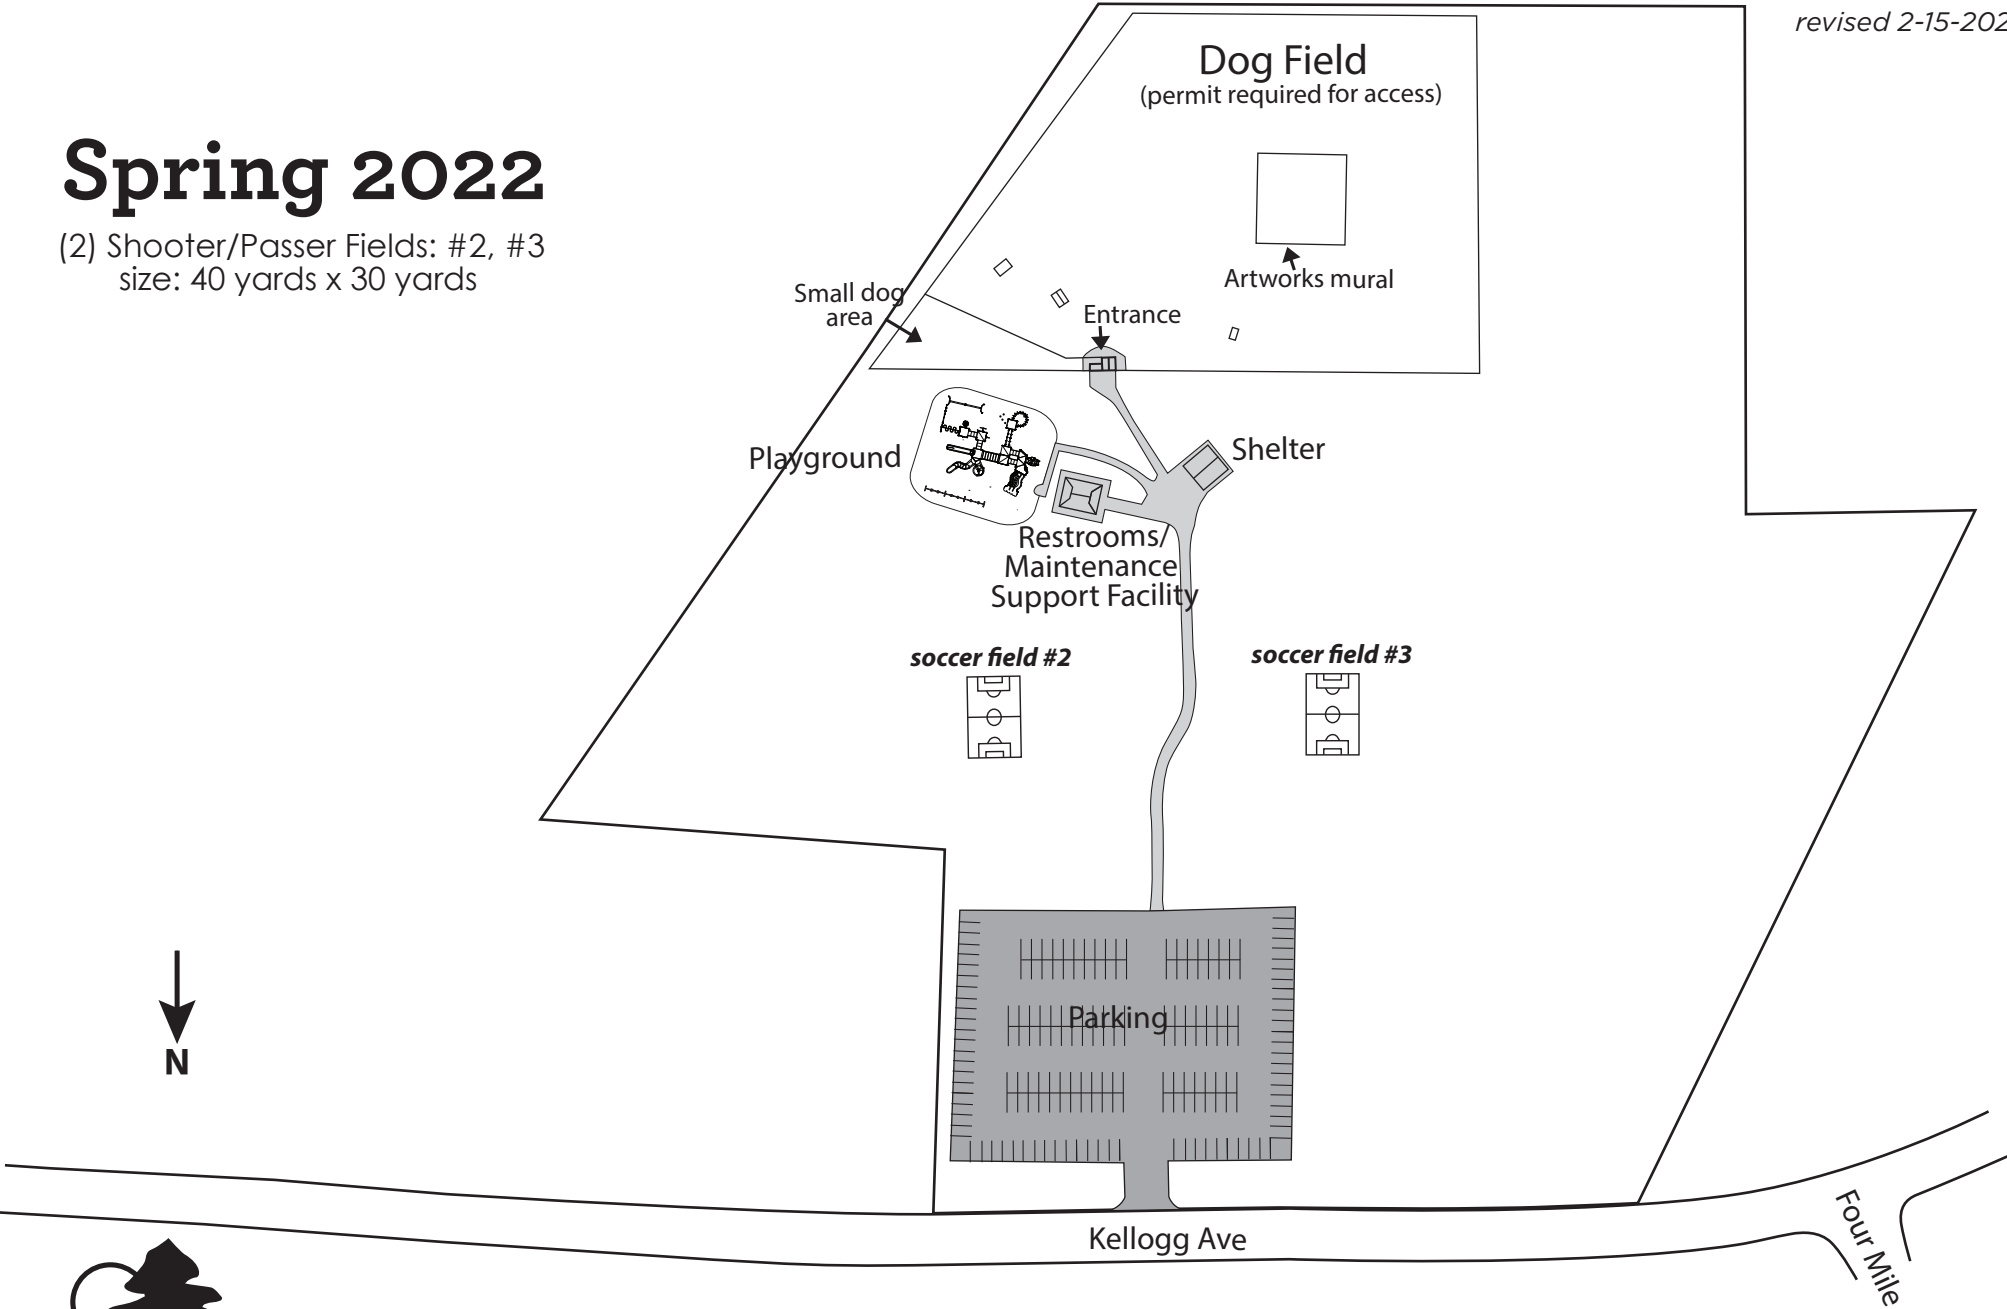 revised 2-15-202
Dog Field
(permit required for access)
Spring 2022
(2) Shooter/Passer Fields: #2, #3
size: 40 yards x 30 yards
Artworks mural
Small dog
area
Entrance
Playground
Shelter
Restrooms/
Maintenance
Support Facility
soccer field #2
soccer field #3
Parking
N
Kellogg Ave
Four Mile